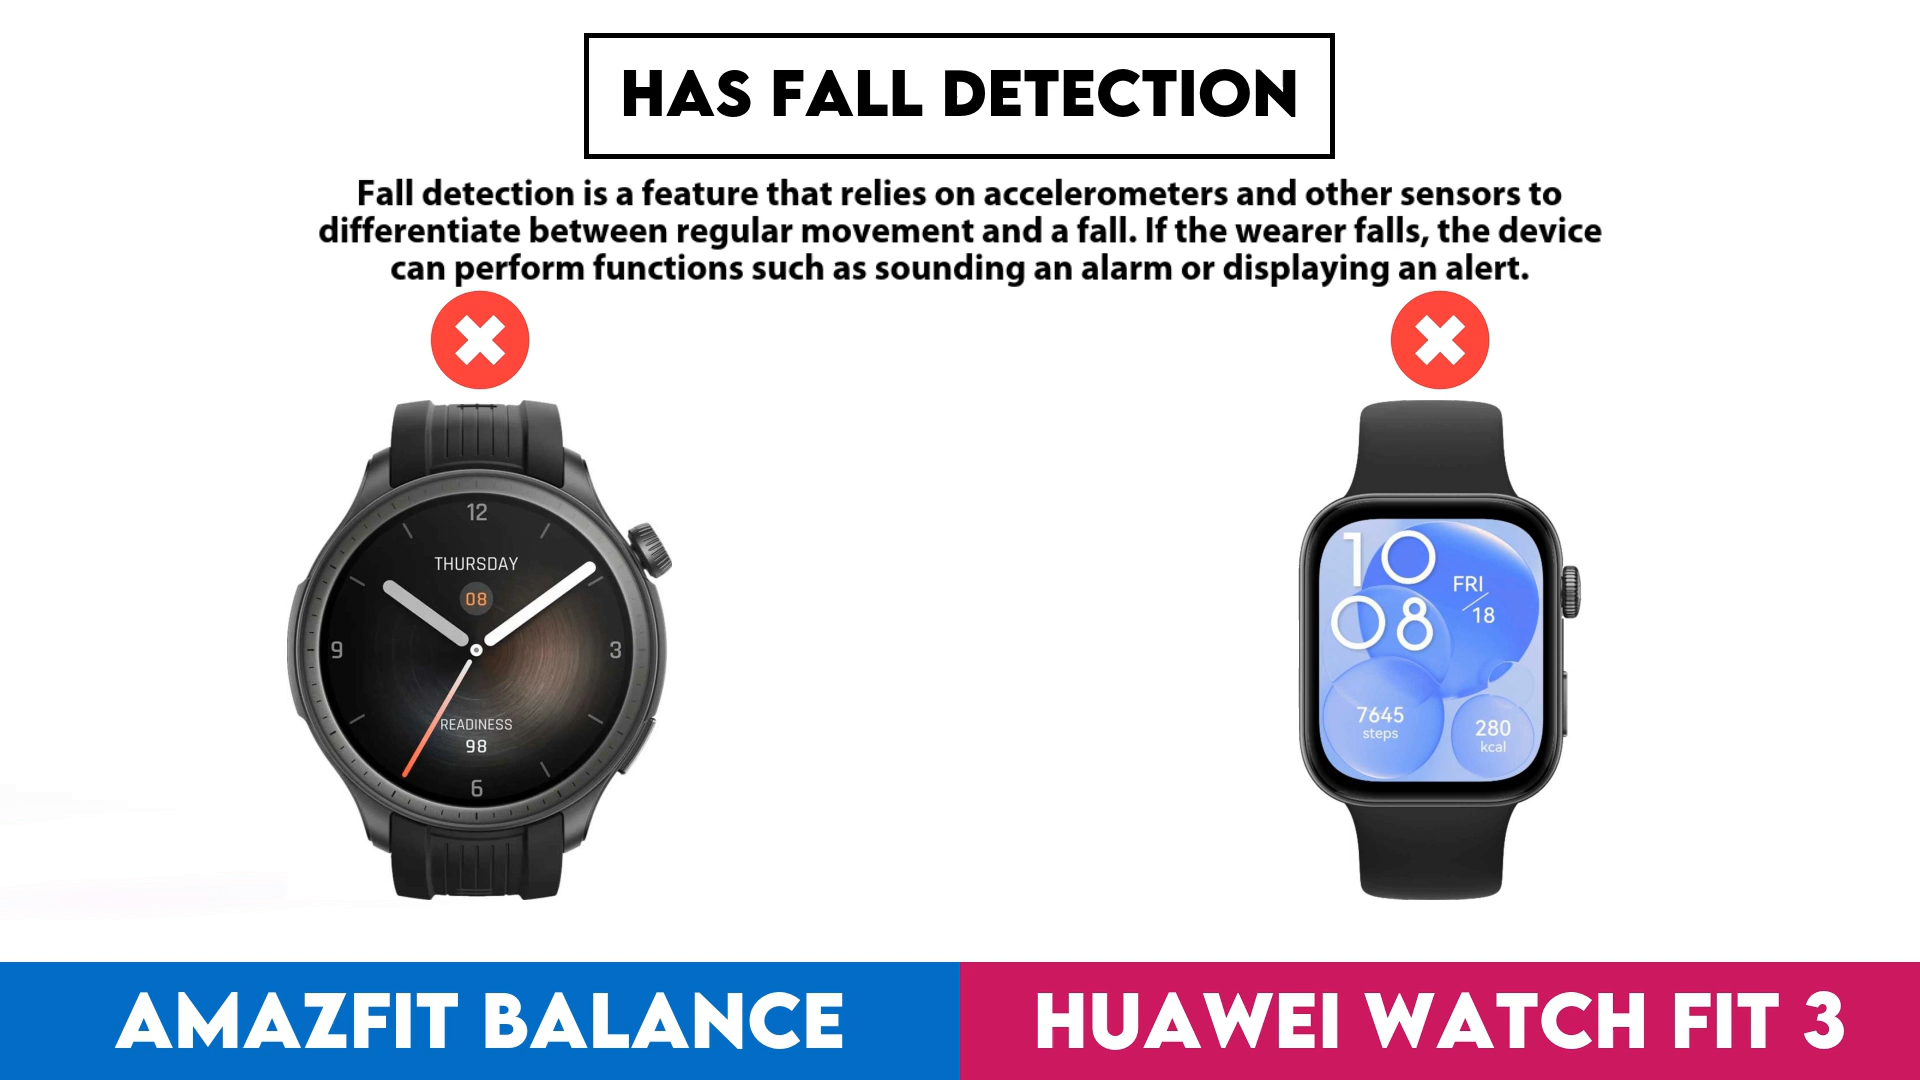 HAS FALL DETECTION
Fall detection is a feature that relies on accelerometers and other sensors to
differentiate between regular movement and a fall. If the wearer falls, the device
can perform functions such as sounding an alarm or displaying an alert.
12
THURSDAY
08
9
3
READINESS
98
6
10
08
FRI
18
7645
steps
280
kcal
AMAZFIT BALANCE
HUAWEI WATCH FIT 3